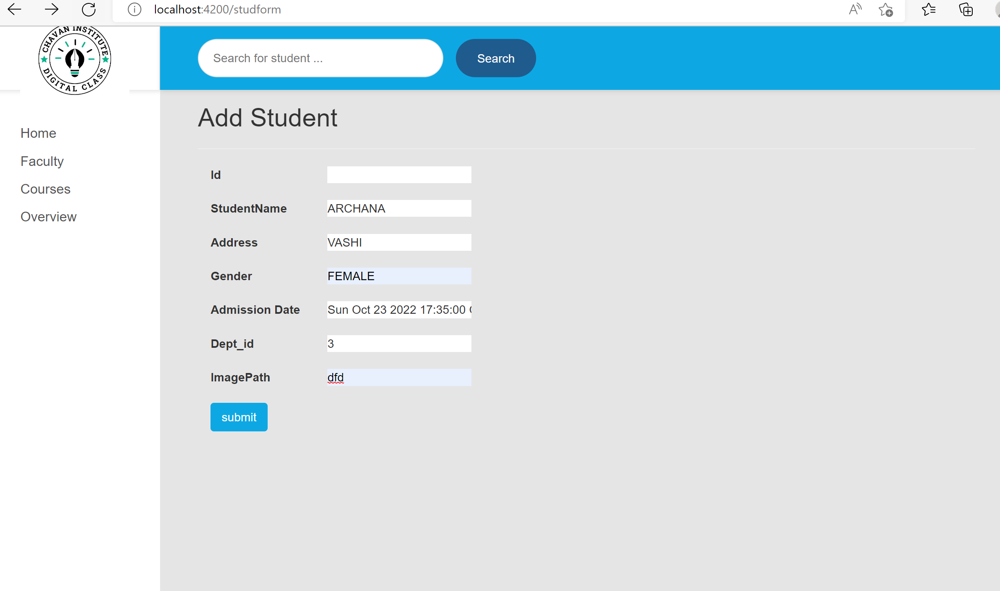 localhost:4200/studform
CHAVAN INSTITUTE
DIGITAL CLASS
Search for student ...
Search
Home
Faculty
Courses
Overview
Add Student
Id
StudentName ARCHANA
Address VASHI
Gender FEMALE
Admission Date Sun Oct 23 2022 17:35:00
Dept_id 3
ImagePath dfd
submit